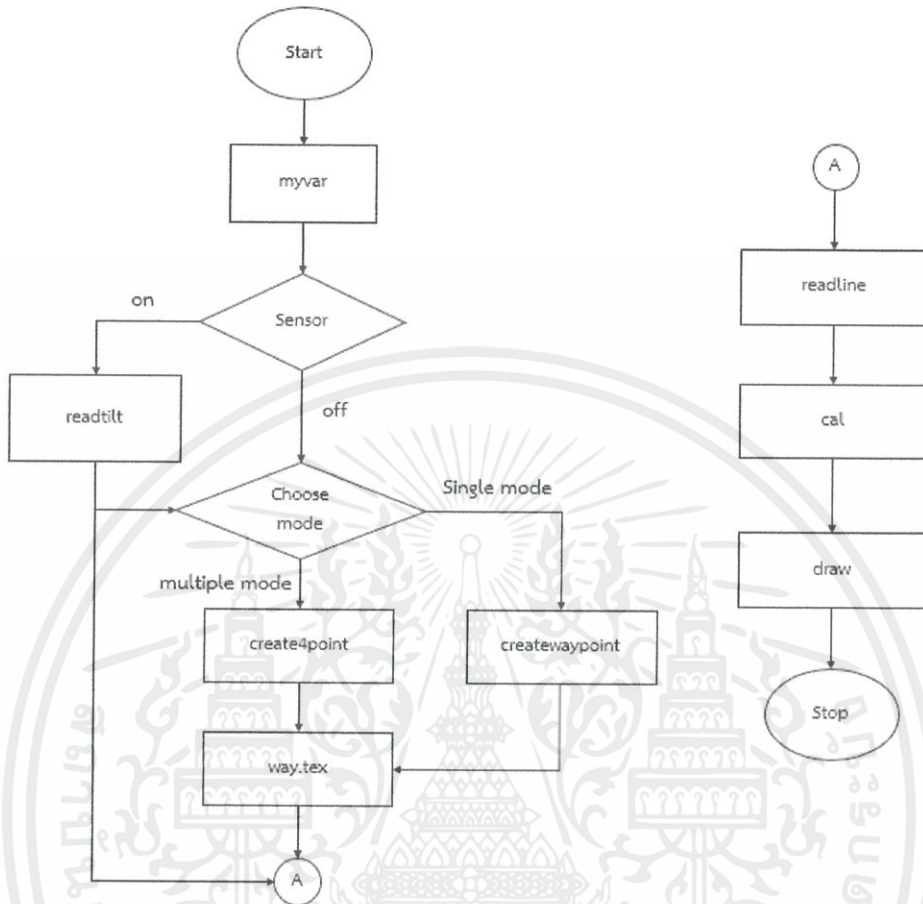 Start
myvar
on
Sensor
readtilt
off
Choose
mode
Single mode
multiple mode
create4point
createwaypoint
way.tex
A
A
readline
cal
draw
Stop